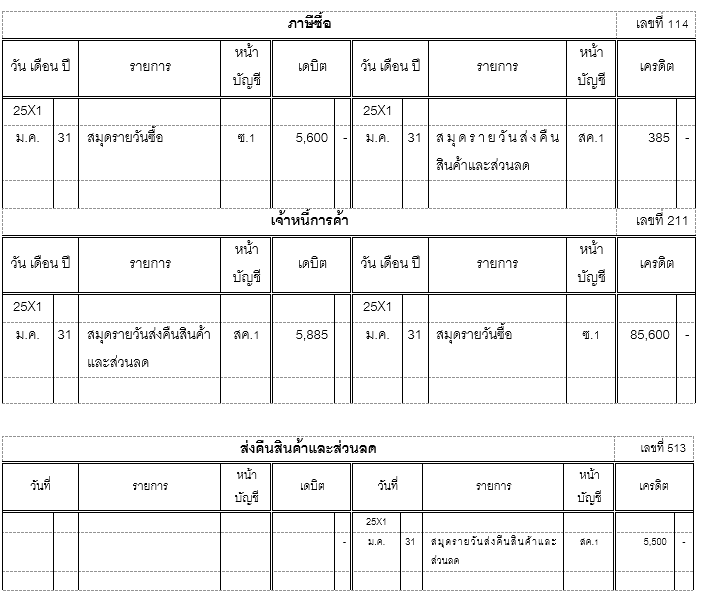 ภาษีซื้อ เลขที่ 114
วัน เดือน ปี รายการ หน้า บัญชี เดบิต วัน เดือน ปี รายการ หน้า บัญชี เครดิต
25X1 25X1
ม.ค. 31 สมุดรายวันซื้อ ซ.1 5,600 - ม.ค. 31 สมุดรายวันส่งคืน สค.1 385 -
สินค้าและส่วนลด
เจ้าหนี้การค้า เลขที่ 211
วัน เดือน ปี รายการ หน้า บัญชี เดบิต วัน เดือน ปี รายการ หน้า บัญชี เครดิต
25X1 25X1
ม.ค. 31 สมุดรายวันส่งคืนสินค้า สค.1 5,885 ม.ค. 31 สมุดรายวันซื้อ ซ.1 85,600 -
และส่วนลด
ส่งคืนสินค้าและส่วนลด เลขที่ 513
วันที่ รายการ หน้า บัญชี เดบิต วันที่ รายการ หน้า บัญชี เครดิต
25X1
- ม.ค. 31 สมุดรายวันส่งคืนสินค้าและ สค.1 5,500 -
ส่วนลด